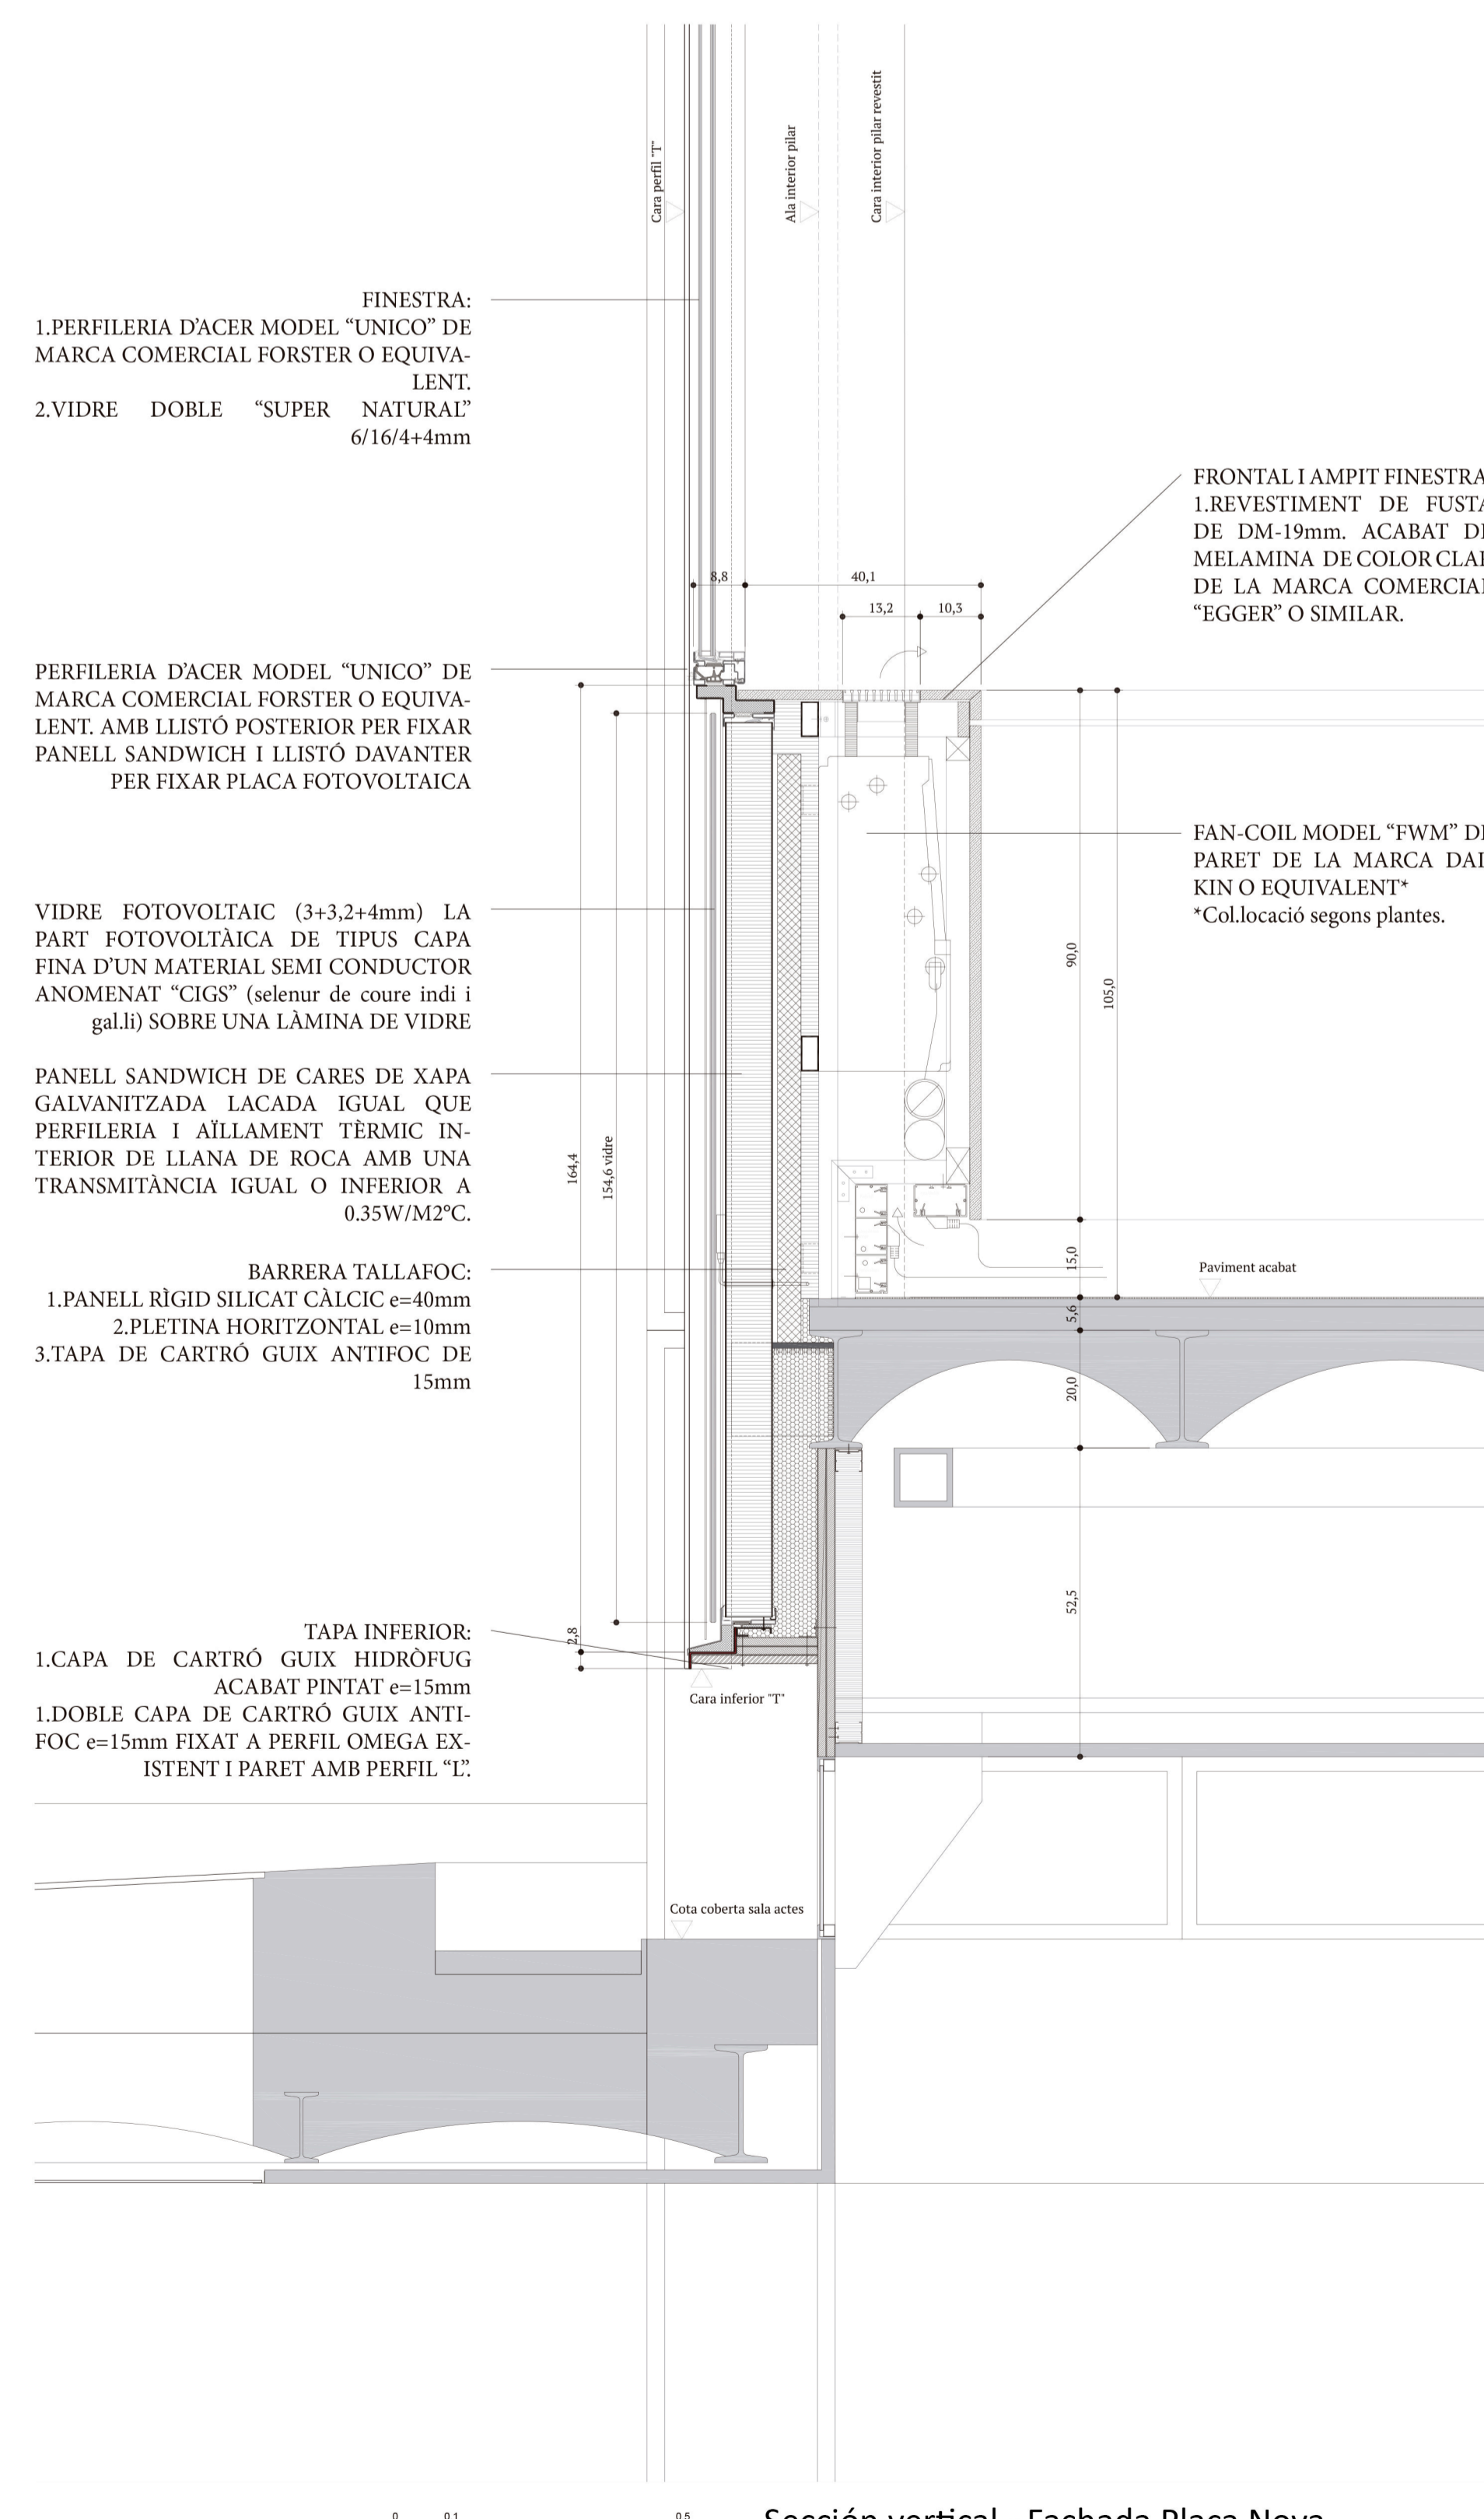 Cara perfil "T"
Ala interior pilar
Cara interior pilar revestit
FINESTRA:
1.PERFILERIA D’ACER MODEL “UNICO” DE
MARCA COMERCIAL FORSTER O EQUIVA-
LENT.
2.VIDRE DOBLE “SUPER NATURAL”
6/16/4+4mm
FRONTAL I AMPIT FINESTRA
1.REVESTIMENT DE FUSTA
DE DM-19mm. ACABAT DE
MELAMINA DE COLOR CLAR
DE LA MARCA COMERCIAL
“EGGER” O SIMILAR.
8,8
40,1
13,2
10,3
PERFILERIA D’ACER MODEL “UNICO” DE
MARCA COMERCIAL FORSTER O EQUIVA-
LENT. AMB LLISTÓ POSTERIOR PER FIXAR
PANELL SANDWICH I LLISTÓ DAVANTER
PER FIXAR PLACA FOTOVOLTAICA
FAN-COIL MODEL “FWM” DE
PARET DE LA MARCA DAI-
KIN O EQUIVALENT*
*Col.locació segons plantes.
VIDRE FOTOVOLTAIC (3+3,2+4mm) LA
PART FOTOVOLTÀICA DE TIPUS CAPA
FINA D’UN MATERIAL SEMI CONDUCTOR
ANOMENAT “CIGS” (selenur de coure indi i
gal.li) SOBRE UNA LÀMINA DE VIDRE
90,0
105,0
PANELL SANDWICH DE CARES DE XAPA
GALVANITZADA LACADA IGUAL QUE
PERFILERIA I AÏLLAMENT TÈRMIC IN-
TERIOR DE LLANA DE ROCA AMB UNA
TRANSMITÀNCIA IGUAL O INFERIOR A
0.35W/M2°C.
164,4
154,6 vidre
BARRERA TALLAFOC:
1.PANELL RÌGID SILICAT CÀLCIC e=40mm
2.PLETINA HORITZONTAL e=10mm
3.TAPA DE CARTRÓ GUIX ANTIFOC DE
15mm
15,0
Paviment acabat
5,6
20,0
52,5
TAPA INFERIOR:
1.CAPA DE CARTRÓ GUIX HIDRÒFUG
ACABAT PINTAT e=15mm
1.DOBLE CAPA DE CARTRÓ GUIX ANTI-
FOC e=15mm FIXAT A PERFIL OMEGA EX-
ISTENT I PARET AMB PERFIL “L”.
2,8
Cara inferior "T"
Cota coberta sala actes
0 0.1 0.5
Sección vertical - Fachada Plaça Nova